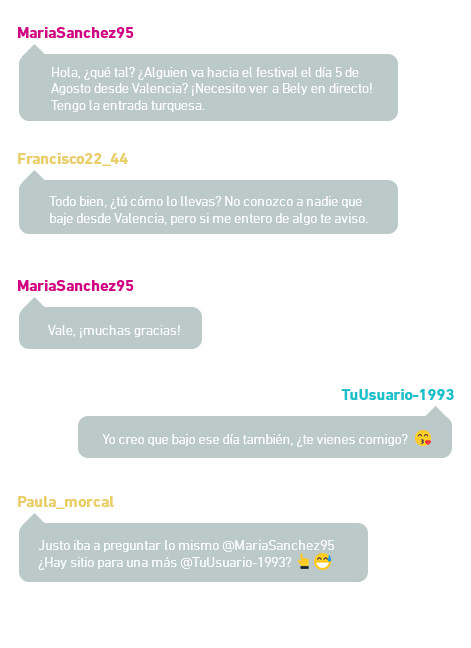 MariaSanchez95
Hola, ¿qué tal? ¿Alguien va hacia el festival el día 5 de
Agosto desde Valencia? ¡Necesito ver a Bely en directo!
Tengo la entrada turquesa.
Francisco22_44
Todo bien, ¿tú cómo lo llevas? No conozco a nadie que
baje desde Valencia, pero si me entero de algo te aviso.
MariaSanchez95
Vale, ¡muchas gracias!
TuUsuario-1993
Yo creo que bajo ese día también, ¿te vienes comigo? 😘
Paula_morcal
Justo iba a preguntar lo mismo @MariaSanchez95
¿Hay sitio para una más @TuUsuario-1993? 👆😅